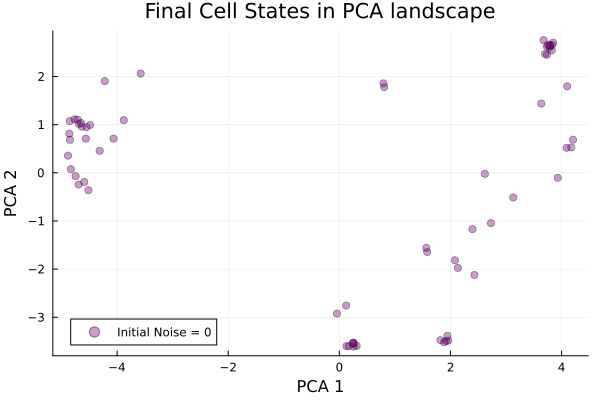 Final Cell States in PCA landscape
PCA 2
2
1
0
−1
−2
−3
Initial Noise = 0
−4
−2
0
2
4
PCA 1